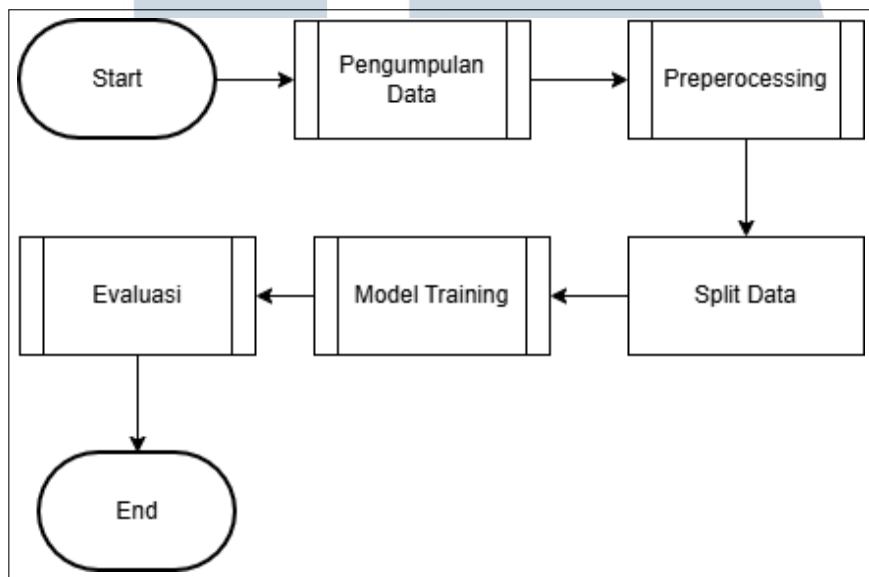 Start
Pengumpulan
Data
Preperocessing
Split Data
Model Training
Evaluasi
End